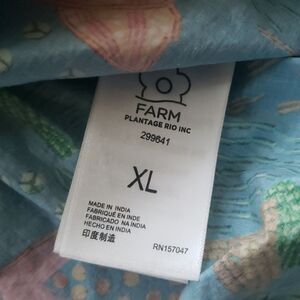 FARM
PLANTAGE RIO INC
299641
XL
MADE IN INDIA
FABRIQUÉ EN INDE
FABRICADO NA ÍNDIA
HECHO EN INDIA
印度制造
RN157047